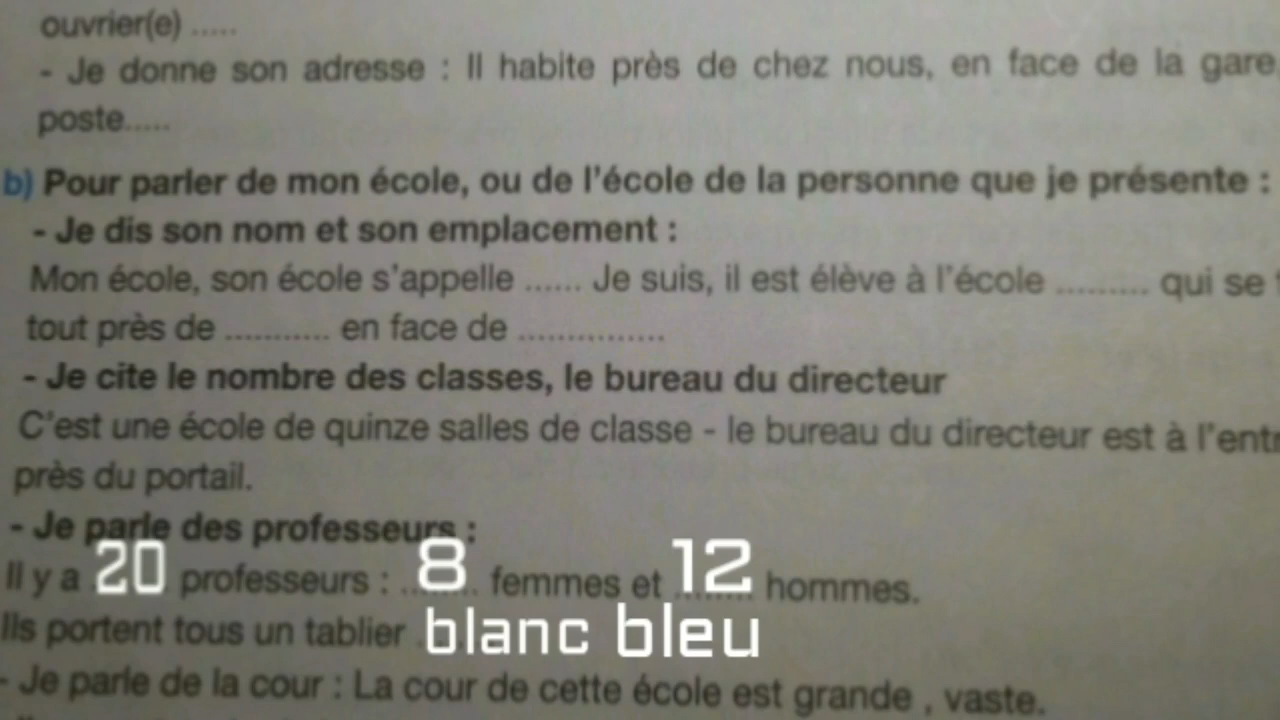 ouvrier(e) .....
- Je donne son adresse : Il habite près de chez nous, en face de la gare
poste.....
b) Pour parler de mon école, ou de l'école de la personne que je présente :
- Je dis son nom et son emplacement :
Mon école, son école s'appelle ...... Je suis, il est élève à l'école ......... qui se
tout près de ........... en face de ...............
- Je cite le nombre des classes, le bureau du directeur
C'est une école de quinze salles de classe - le bureau du directeur est à l'entr
près du portail.
- Je parle des professeurs :
Il y a 20 professeurs : 8 femmes et 12 hommes.
Ils portent tous un tablier blanc bleu
- Je parle de la cour : La cour de cette école est grande , vaste.